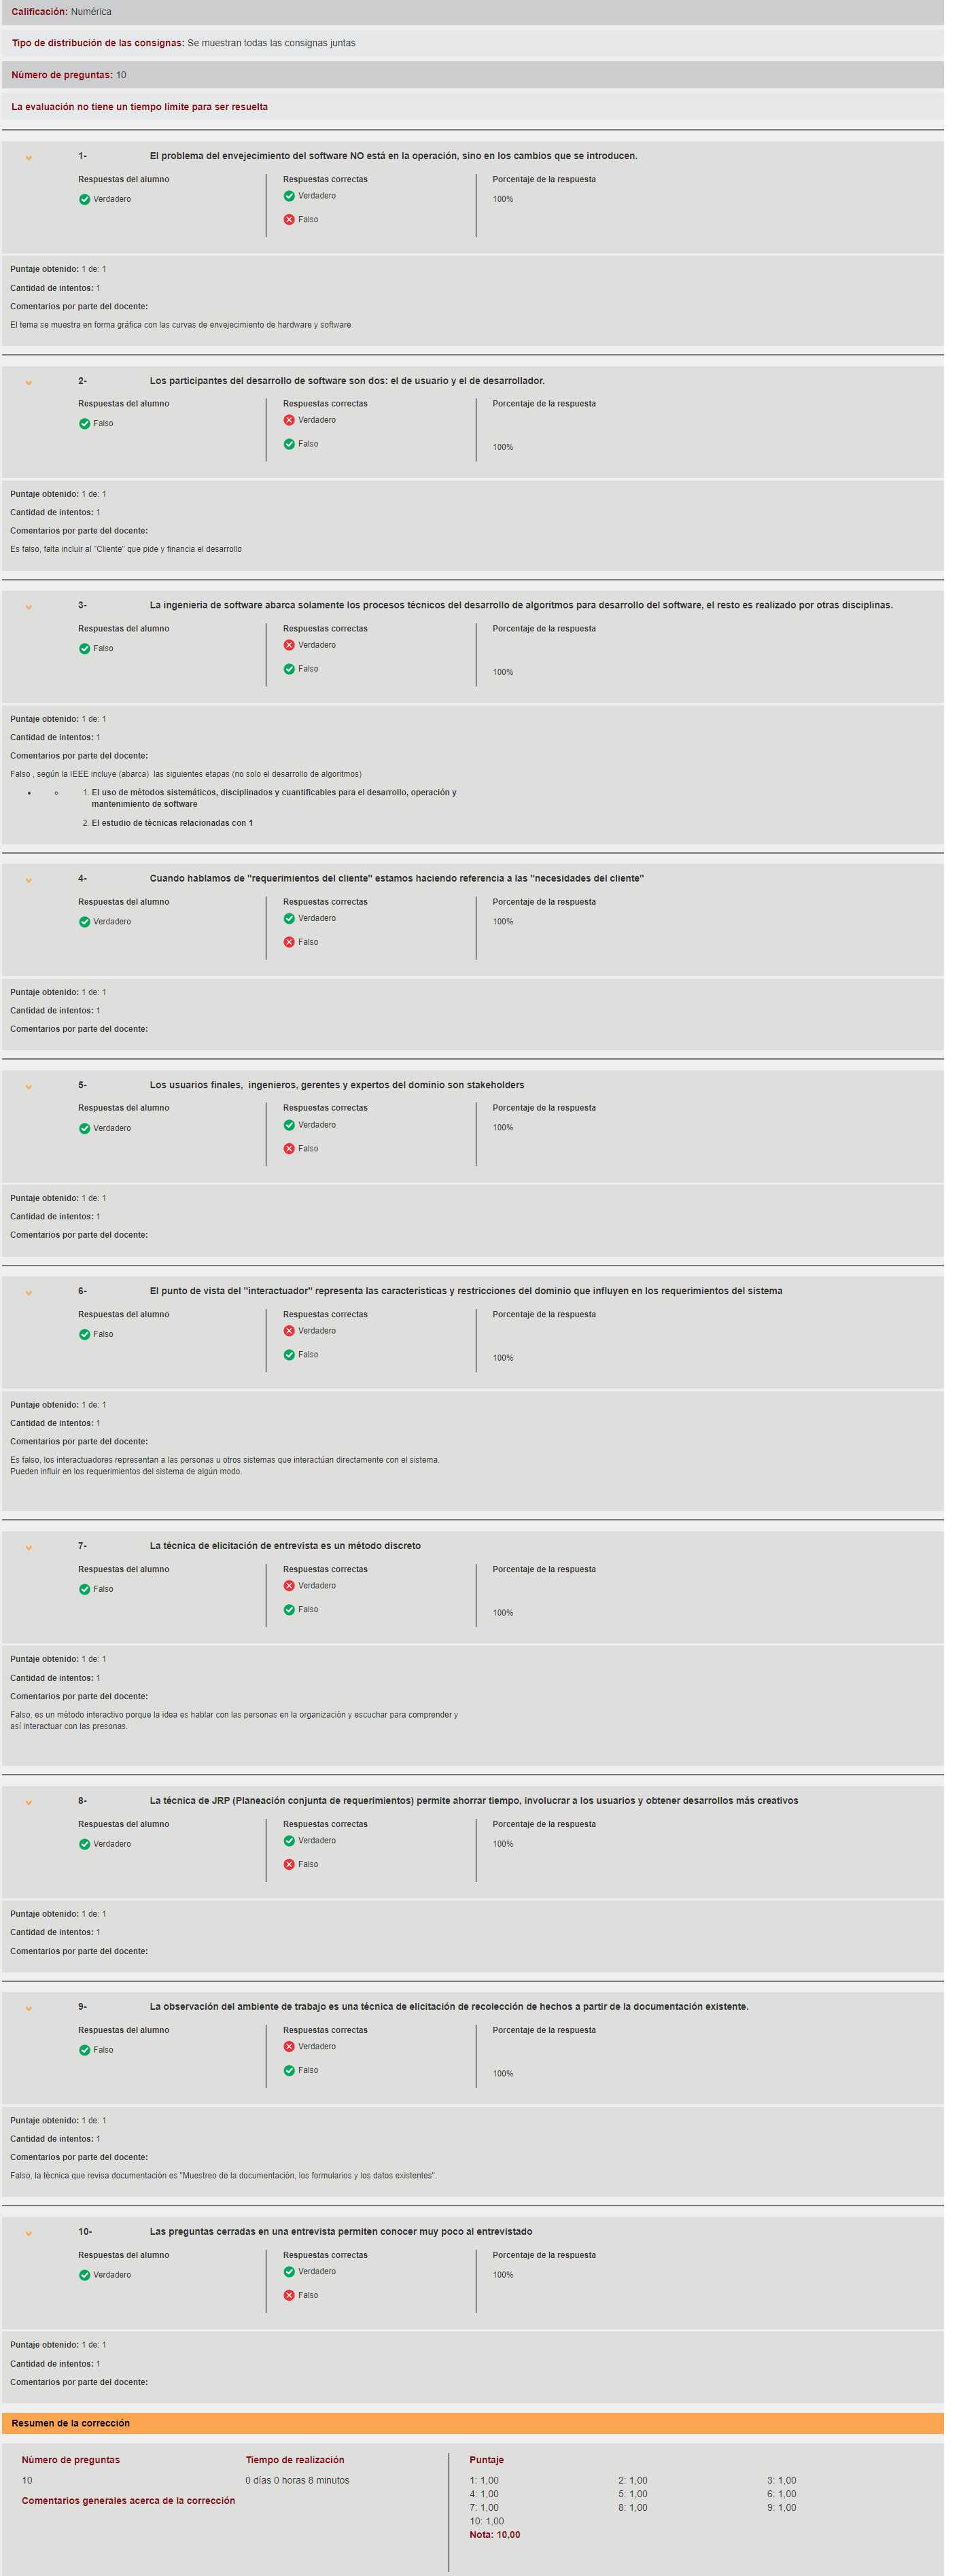 Calificación: Numérica
Tipo de distribución de las consignas: Se muestran todas las consignas juntas
Número de preguntas: 10
La evaluación no tiene un tiempo límite para ser resuelta
1- El problema del envejecimiento del software NO está en la operación, sino en los cambios que se introducen.
Respuestas del alumno Respuestas correctas Porcentaje de la respuesta
Verdadero Verdadero 100%
Falso
Puntaje obtenido: 1 de: 1
Cantidad de intentos: 1
Comentarios por parte del docente:
El tema se muestra en forma gráfica con las curvas de envejecimiento de hardware y software
2- Los participantes del desarrollo de software son dos: el de usuario y el de desarrollador.
Respuestas del alumno Respuestas correctas Porcentaje de la respuesta
Falso Verdadero
Falso 100%
Puntaje obtenido: 1 de: 1
Cantidad de intentos: 1
Comentarios por parte del docente:
Es falso, falta incluir al "Cliente" que pide y financia el desarrollo
3- La ingeniería de software abarca solamente los procesos técnicos del desarrollo de algoritmos para desarrollo del software, el resto es realizado por otras disciplinas.
Respuestas del alumno Respuestas correctas Porcentaje de la respuesta
Falso Verdadero
Falso 100%
Puntaje obtenido: 1 de: 1
Cantidad de intentos: 1
Comentarios por parte del docente:
Falso , según la IEEE incluye (abarca) las siguientes etapas (no solo el desarrollo de algoritmos)
1. El uso de métodos sistemáticos, disciplinados y cuantificables para el desarrollo, operación y
mantenimiento de software
2. El estudio de técnicas relacionadas con 1
4- Cuando hablamos de "requerimientos del cliente" estamos haciendo referencia a las "necesidades del cliente"
Respuestas del alumno Respuestas correctas Porcentaje de la respuesta
Verdadero Verdadero 100%
Falso
Puntaje obtenido: 1 de: 1
Cantidad de intentos: 1
Comentarios por parte del docente:
5- Los usuarios finales, ingenieros, gerentes y expertos del dominio son stakeholders
Respuestas del alumno Respuestas correctas Porcentaje de la respuesta
Verdadero Verdadero 100%
Falso
Puntaje obtenido: 1 de: 1
Cantidad de intentos: 1
Comentarios por parte del docente:
6- El punto de vista del "interactuador" representa las características y restricciones del dominio que influyen en los requerimientos del sistema
Respuestas del alumno Respuestas correctas Porcentaje de la respuesta
Falso Verdadero
Falso 100%
Puntaje obtenido: 1 de: 1
Cantidad de intentos: 1
Comentarios por parte del docente:
Es falso, los interactuadores representan a las personas u otros sistemas que interactúan directamente con el sistema.
Pueden influir en los requerimientos del sistema de algún modo.
7- La técnica de elicitación de entrevista es un método discreto
Respuestas del alumno Respuestas correctas Porcentaje de la respuesta
Falso Verdadero
Falso 100%
Puntaje obtenido: 1 de: 1
Cantidad de intentos: 1
Comentarios por parte del docente:
Falso, es un método interactivo porque la idea es hablar con las personas en la organización y escuchar para comprender y
así interactuar con las presonas.
8- La técnica de JRP (Planeación conjunta de requerimientos) permite ahorrar tiempo, involucrar a los usuarios y obtener desarrollos más creativos
Respuestas del alumno Respuestas correctas Porcentaje de la respuesta
Verdadero Verdadero 100%
Falso
Puntaje obtenido: 1 de: 1
Cantidad de intentos: 1
Comentarios por parte del docente:
9- La observación del ambiente de trabajo es una técnica de elicitación de recolección de hechos a partir de la documentación existente.
Respuestas del alumno Respuestas correctas Porcentaje de la respuesta
Falso Verdadero
Falso 100%
Puntaje obtenido: 1 de: 1
Cantidad de intentos: 1
Comentarios por parte del docente:
Falso, la técnica que revisa documentación es "Muestreo de la documentación, los formularios y los datos existentes".
10- Las preguntas cerradas en una entrevista permiten conocer muy poco al entrevistado
Respuestas del alumno Respuestas correctas Porcentaje de la respuesta
Verdadero Verdadero 100%
Falso
Puntaje obtenido: 1 de: 1
Cantidad de intentos: 1
Comentarios por parte del docente:
Resumen de la corrección
Número de preguntas Tiempo de realización Puntaje
10 0 días 0 horas 8 minutos 1: 1,00 2: 1,00 3: 1,00
4: 1,00 5: 1,00 6: 1,00
Comentarios generales acerca de la corrección 7: 1,00 8: 1,00 9: 1,00
10: 1,00
Nota: 10,00